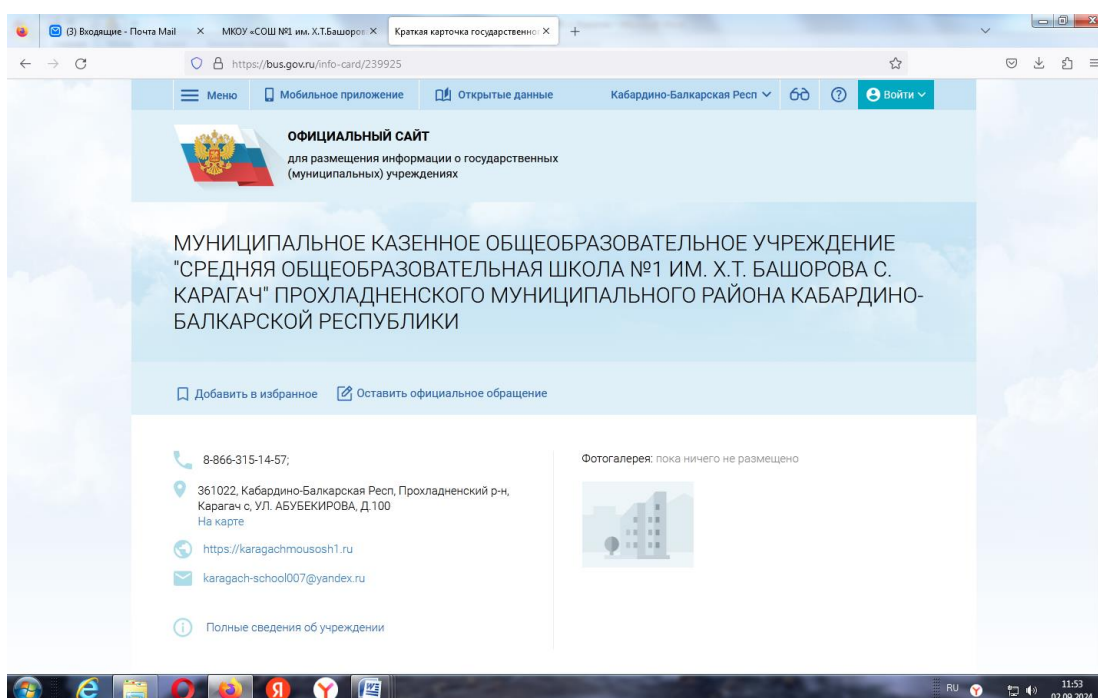 (3) Входящие - Почта Mail
МКОУ «СОШ №1 им. Х.Т.Башоров
Краткая карточка государственно
https://bus.gov.ru/info-card/239925
Меню Мобильное приложение Открытые данные Кабардино-Балкарская Респ Войти
ОФИЦИАЛЬНЫЙ САЙТ
для размещения информации о государственных
(муниципальных) учреждениях
МУНИЦИПАЛЬНОЕ КАЗЕННОЕ ОБЩЕОБРАЗОВАТЕЛЬНОЕ УЧРЕЖДЕНИЕ
"СРЕДНЯЯ ОБЩЕОБРАЗОВАТЕЛЬНАЯ ШКОЛА №1 ИМ. Х.Т. БАШОРОВА С.
КАРАГАЧ" ПРОХЛАДНЕНСКОГО МУНИЦИПАЛЬНОГО РАЙОНА КАБАРДИНО-
БАЛКАРСКОЙ РЕСПУБЛИКИ
Добавить в избранное Оставить официальное обращение
8-866-315-14-57;
361022, Кабардино-Балкарская Респ, Прохладненский р-н,
Карагач с, УЛ. АБУБЕКИРОВА, Д.100
На карте
https://karagachmousosh1.ru
karagach-school007@yandex.ru
Полные сведения об учреждении
Фотогалерея: пока ничего не размещено
RU
11:53
02.09.2024